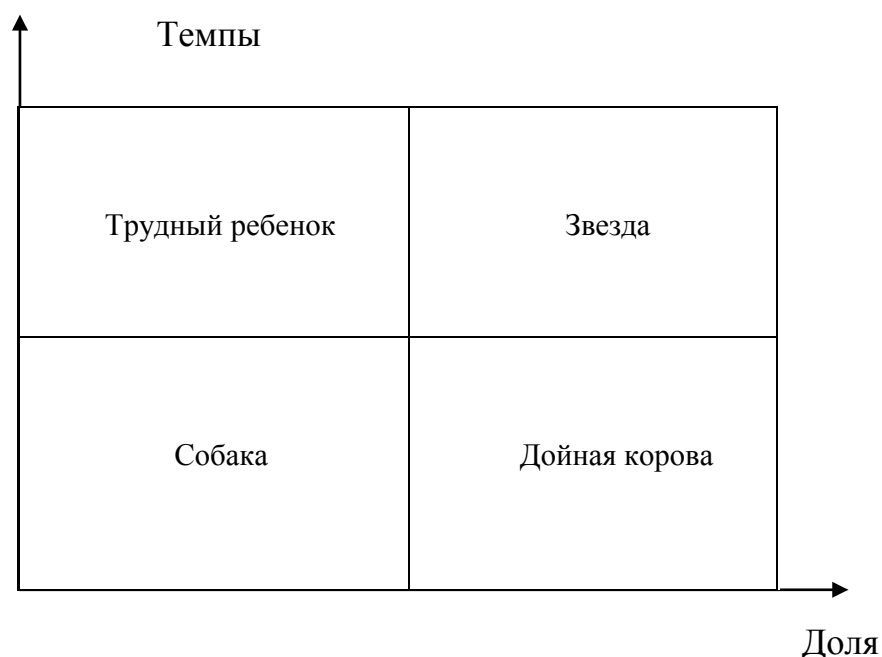 Темпы
Трудный ребенок
Звезда
Собака
Дойная корова
Доля